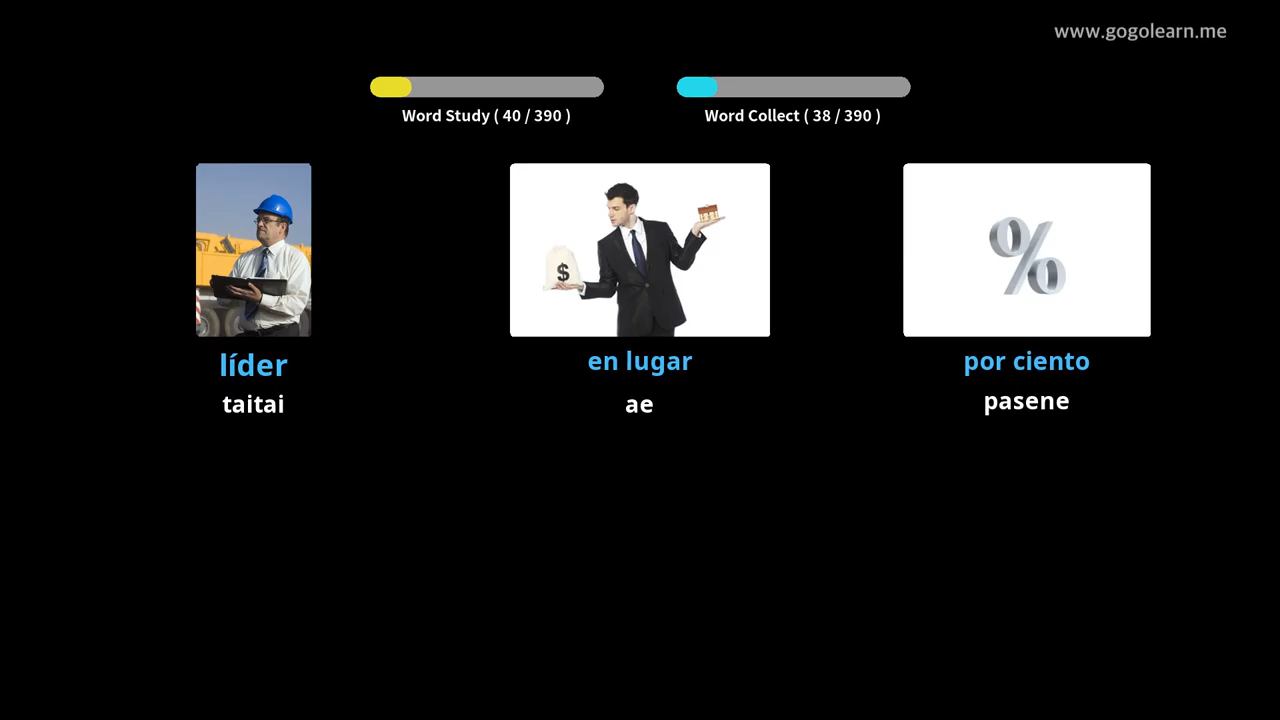 www.gogolearn.me
Word Study ( 40 / 390 )
Word Collect ( 38 / 390 )
$
%
líder
taitai
en lugar
ae
por ciento
pasene